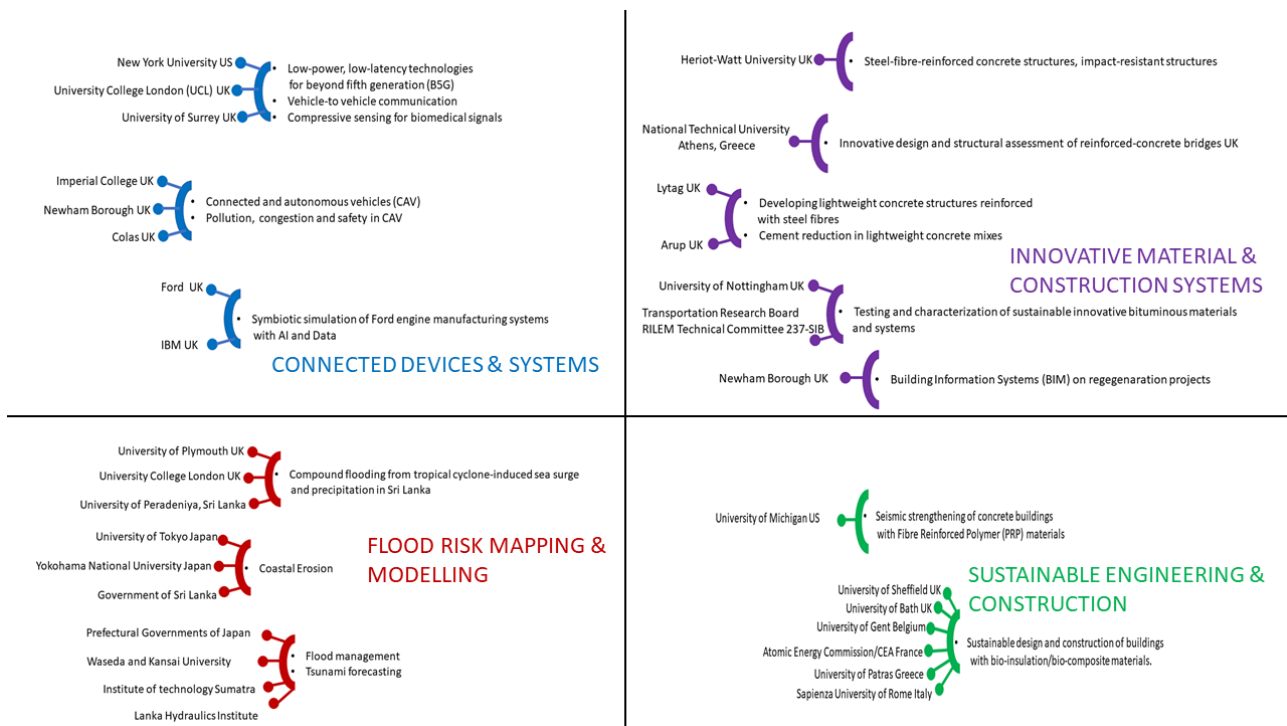 New York University US
University College London (UCL) UK
University of Surrey UK
• Low-power, low-latency technologies
for beyond fifth generation (B5G)
• Vehicle-to vehicle communication
• Compressive sensing for biomedical signals
Imperial College UK
Newham Borough UK
Colas UK
• Connected and autonomous vehicles (CAV)
• Pollution, congestion and safety in CAV
Ford UK
IBM UK
• Symbiotic simulation of Ford engine manufacturing systems
with AI and Data
CONNECTED DEVICES & SYSTEMS
Heriot-Watt University UK
• Steel-fibre-reinforced concrete structures, impact-resistant structures
National Technical University
Athens, Greece
• Innovative design and structural assessment of reinforced-concrete bridges UK
Lytag UK
Arup UK
• Developing lightweight concrete structures reinforced
with steel fibres
• Cement reduction in lightweight concrete mixes
INNOVATIVE MATERIAL &
CONSTRUCTION SYSTEMS
University of Nottingham UK
Transportation Research Board
RILEM Technical Committee 237-SIB
• Testing and characterization of sustainable innovative bituminous materials
and systems
Newham Borough UK
• Building Information Systems (BIM) on regegenaration projects
University of Plymouth UK
University College London UK
University of Peradeniya, Sri Lanka
• Compound flooding from tropical cyclone-induced sea surge
and precipitation in Sri Lanka
University of Tokyo Japan
Yokohama National University Japan
Government of Sri Lanka
• Coastal Erosion
FLOOD RISK MAPPING &
MODELLING
Prefectural Governments of Japan
Waseda and Kansai University
Institute of technology Sumatra
Lanka Hydraulics Institute
• Flood management
• Tsunami forecasting
University of Michigan US
• Seismic strengthening of concrete buildings
with Fibre Reinforced Polymer (PRP) materials
SUSTAINABLE ENGINEERING &
CONSTRUCTION
University of Sheffield UK
University of Bath UK
University of Gent Belgium
Atomic Energy Commission/CEA France
University of Patras Greece
Sapienza University of Rome Italy
• Sustainable design and construction of buildings
with bio-insulation/bio-composite materials.